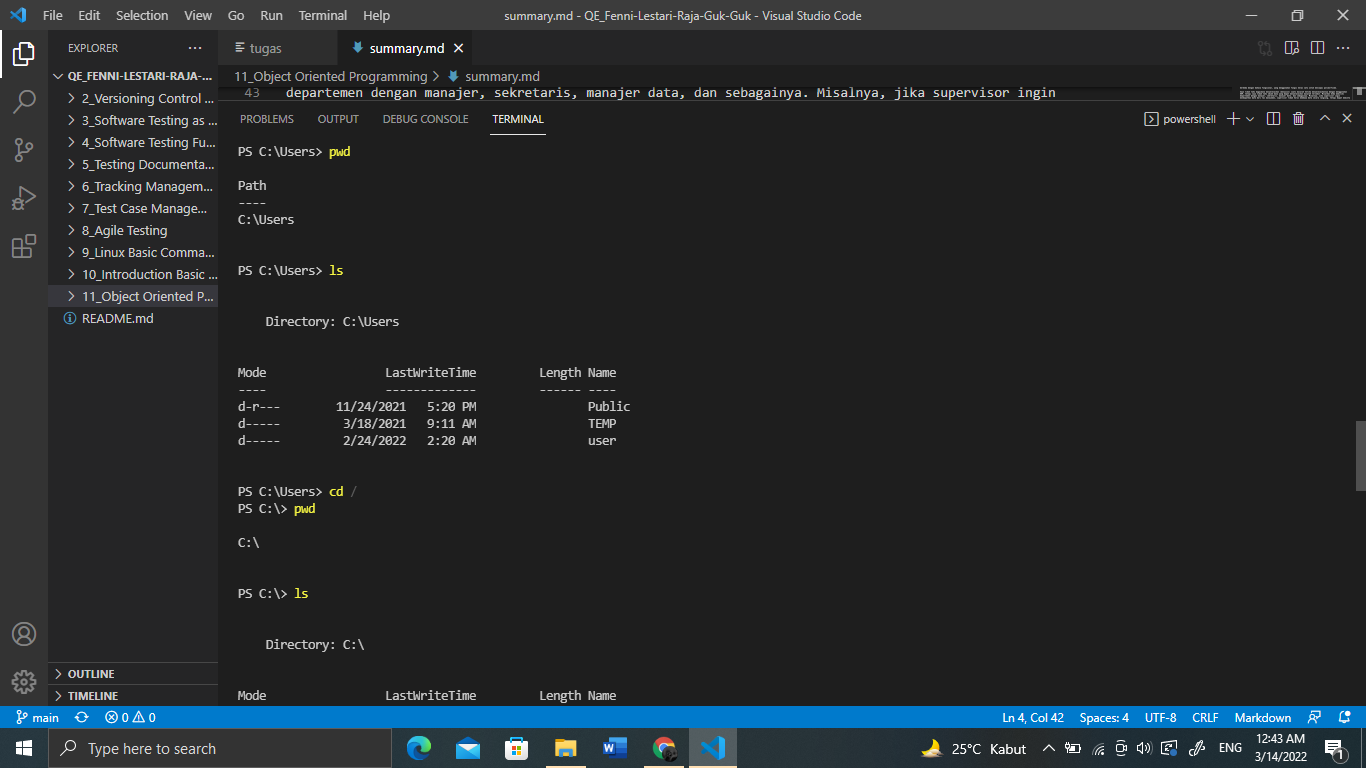 File Edit Selection View Go Run Terminal Help summary.md - QE_Fenni-Lestari-Raja-Guk-Guk - Visual Studio Code
EXPLORER
QE_FENNI-LESTARI-RAJA-...
2_Versioning Control ...
3_Software Testing as ...
4_Software Testing Fu...
5_Testing Documenta...
6_Tracking Managem...
7_Test Case Manage...
8_Agile Testing
9_Linux Basic Comma...
10_Introduction Basic ...
11_Object Oriented P...
README.md
OUTLINE
TIMELINE
tugas summary.md
11_Object Oriented Programming > summary.md
43 departemen dengan manajer, sekretaris, manajer data, dan sebagainya. Misalnya, jika supervisor ingin
PROBLEMS OUTPUT DEBUG CONSOLE TERMINAL powershell
PS C:\Users> pwd
Path
----
C:\Users
PS C:\Users> ls
Directory: C:\Users
Mode LastWriteTime Length Name
---- ------------- ------ ----
d-r--- 11/24/2021 5:20 PM Public
d----- 3/18/2021 9:11 AM TEMP
d----- 2/24/2022 2:20 AM user
PS C:\Users> cd /
PS C:\> pwd
C:\
PS C:\> ls
Directory: C:\
Mode LastWriteTime Length Name
main 0 0 Ln 4, Col 42 Spaces: 4 UTF-8 CRLF Markdown
Type here to search 25°C Kabut ENG 12:43 AM
3/14/2022 1